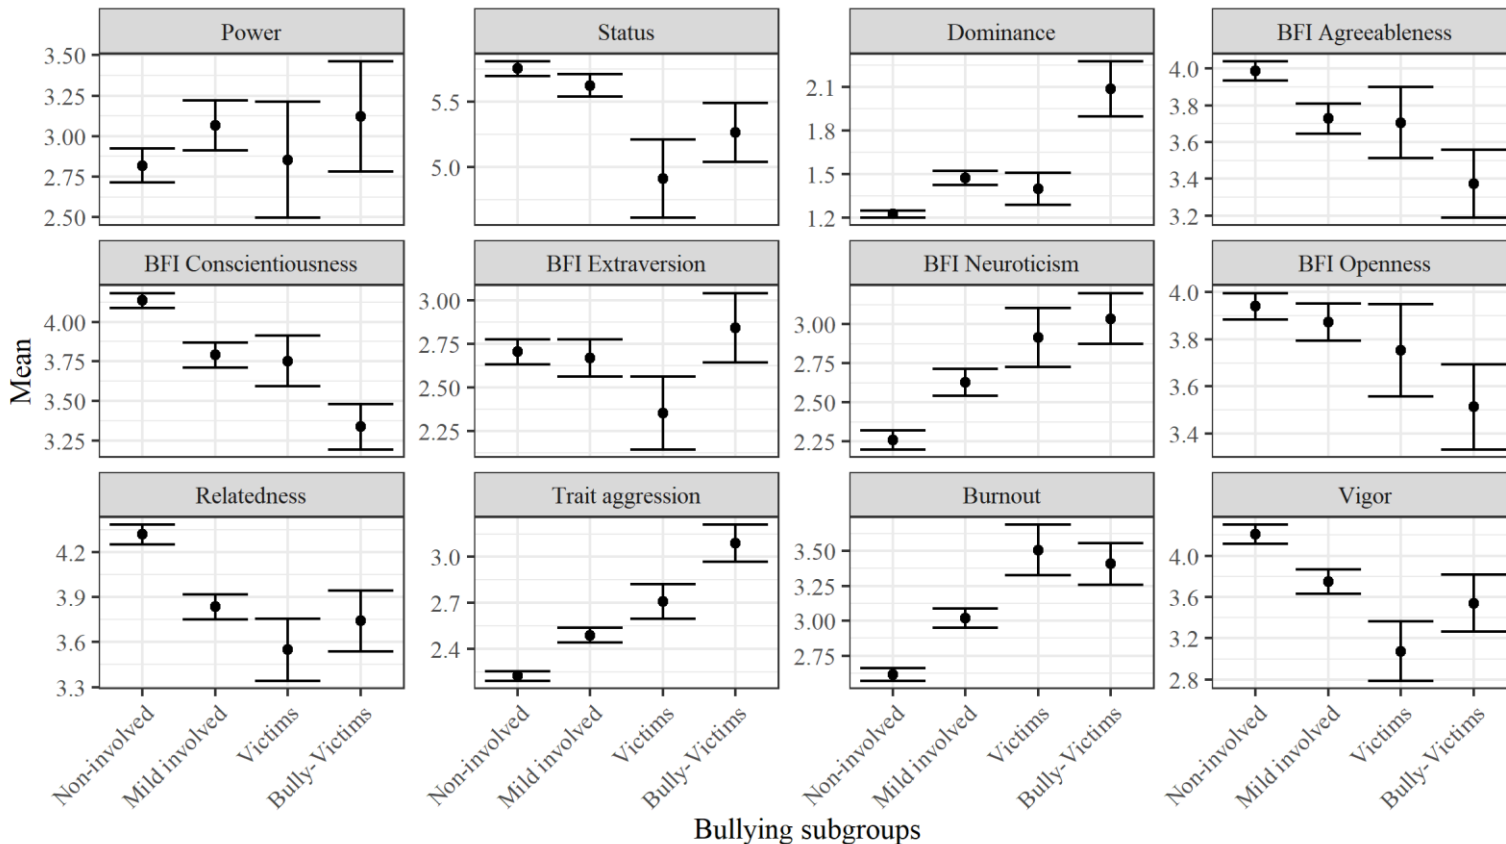 Power Status Dominance BFI Agreeableness
3.50
3.25
3.00
2.75
2.50
5.5
5.0
2.1
1.8
1.5
1.2
4.0
3.8
3.6
3.4
3.2
BFI Conscientiousness BFI Extraversion BFI Neuroticism BFI Openness
Mean
4.00
3.75
3.50
3.25
3.00
2.75
2.50
2.25
3.00
2.75
2.50
2.25
4.0
3.8
3.6
3.4
Relatedness Trait aggression Burnout Vigor
4.2
3.9
3.6
3.3
3.0
2.7
2.4
3.50
3.25
3.00
2.75
4.0
3.6
3.2
2.8
Non-involved
Mild involved
Victims
Bully-Victims
Non-involved
Mild involved
Victims
Bully-Victims
Non-involved
Mild involved
Victims
Bully-Victims
Non-involved
Mild involved
Victims
Bully-Victims
Bullying subgroups